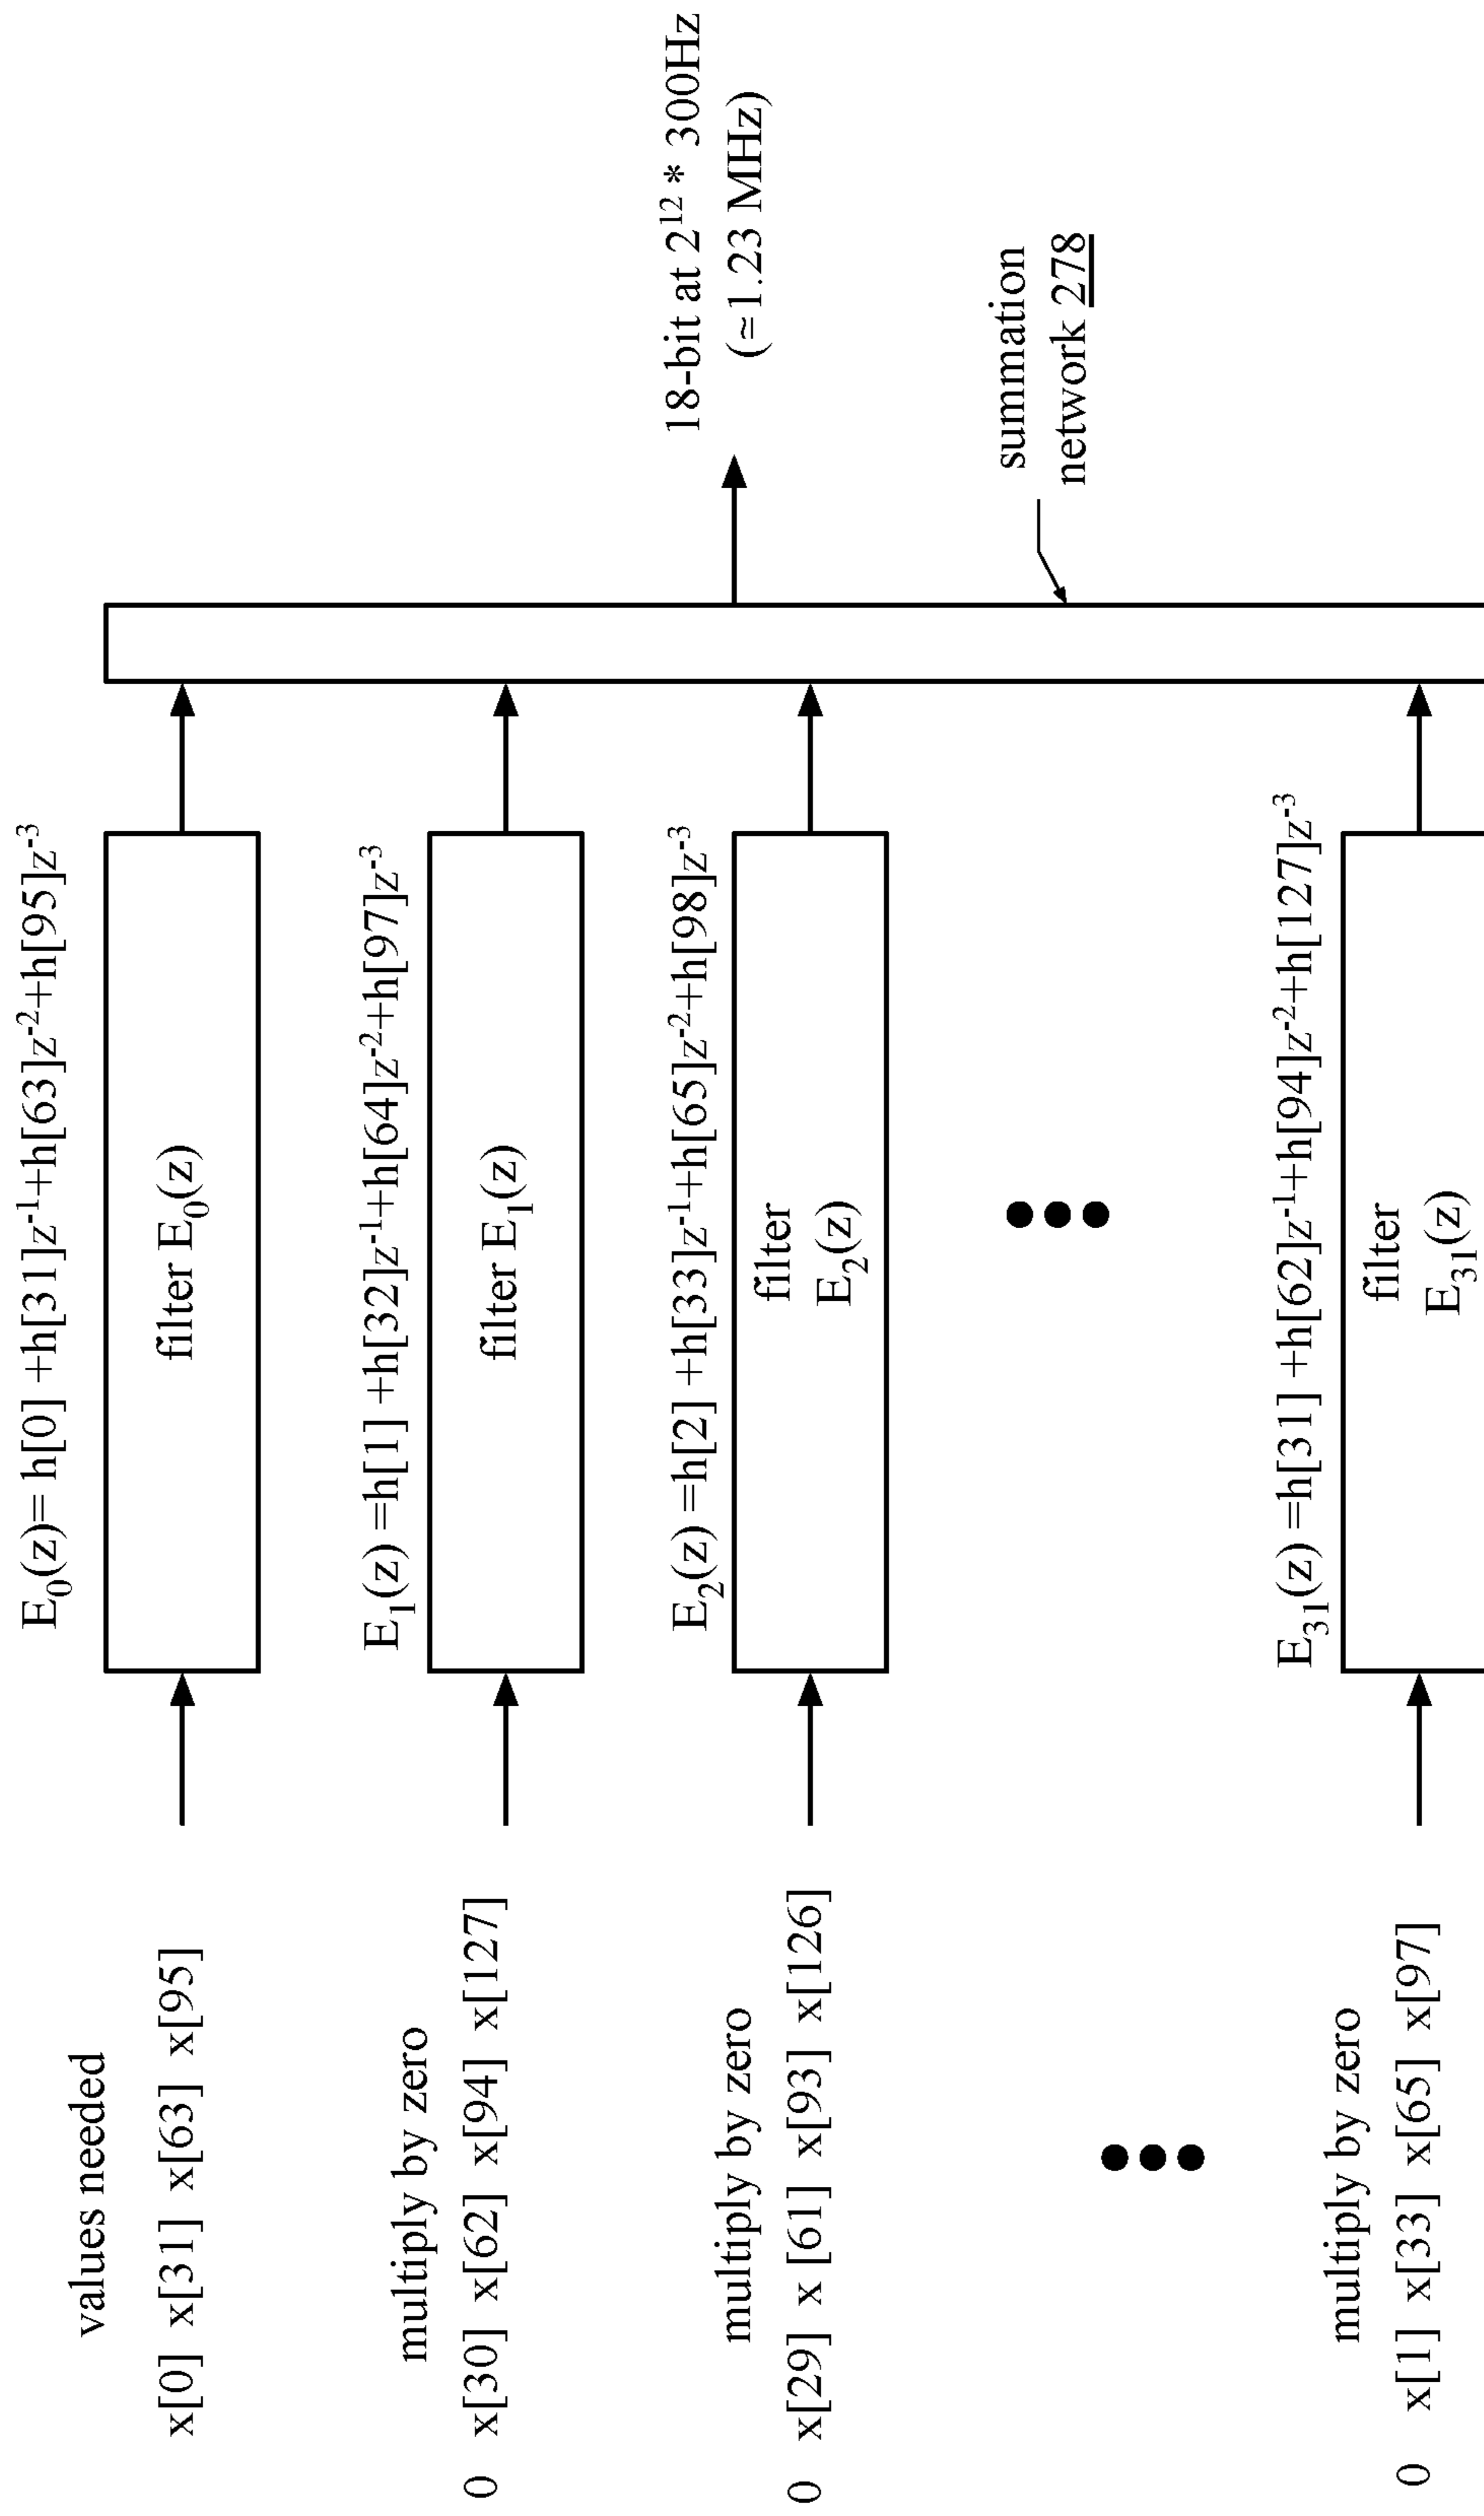 E₀(z)= h[0] +h[31]z⁻¹+h[63]z⁻²+h[95]z⁻³
values needed
x[0] x[31] x[63] x[95]
filter E₀(z)
E₁(z) =h[1] +h[32]z⁻¹+h[64]z⁻²+h[97]z⁻³
multiply by zero
0 x[30] x[62] x[94] x[127]
filter E₁(z)
E₂(z) =h[2] +h[33]z⁻¹+h[65]z⁻²+h[98]z⁻³
multiply by zero
0 x[29] x [61] x[93] x[126]
filter
E₂(z)
18-bit at 2¹² * 300Hz
(≃1.23 MHz)
summation
network 278
E₃₁(z) =h[31] +h[62]z⁻¹+h[94]z⁻²+h[127]z⁻³
multiply by zero
0 x[1] x[33] x[65] x[97]
filter
E₃₁(z)